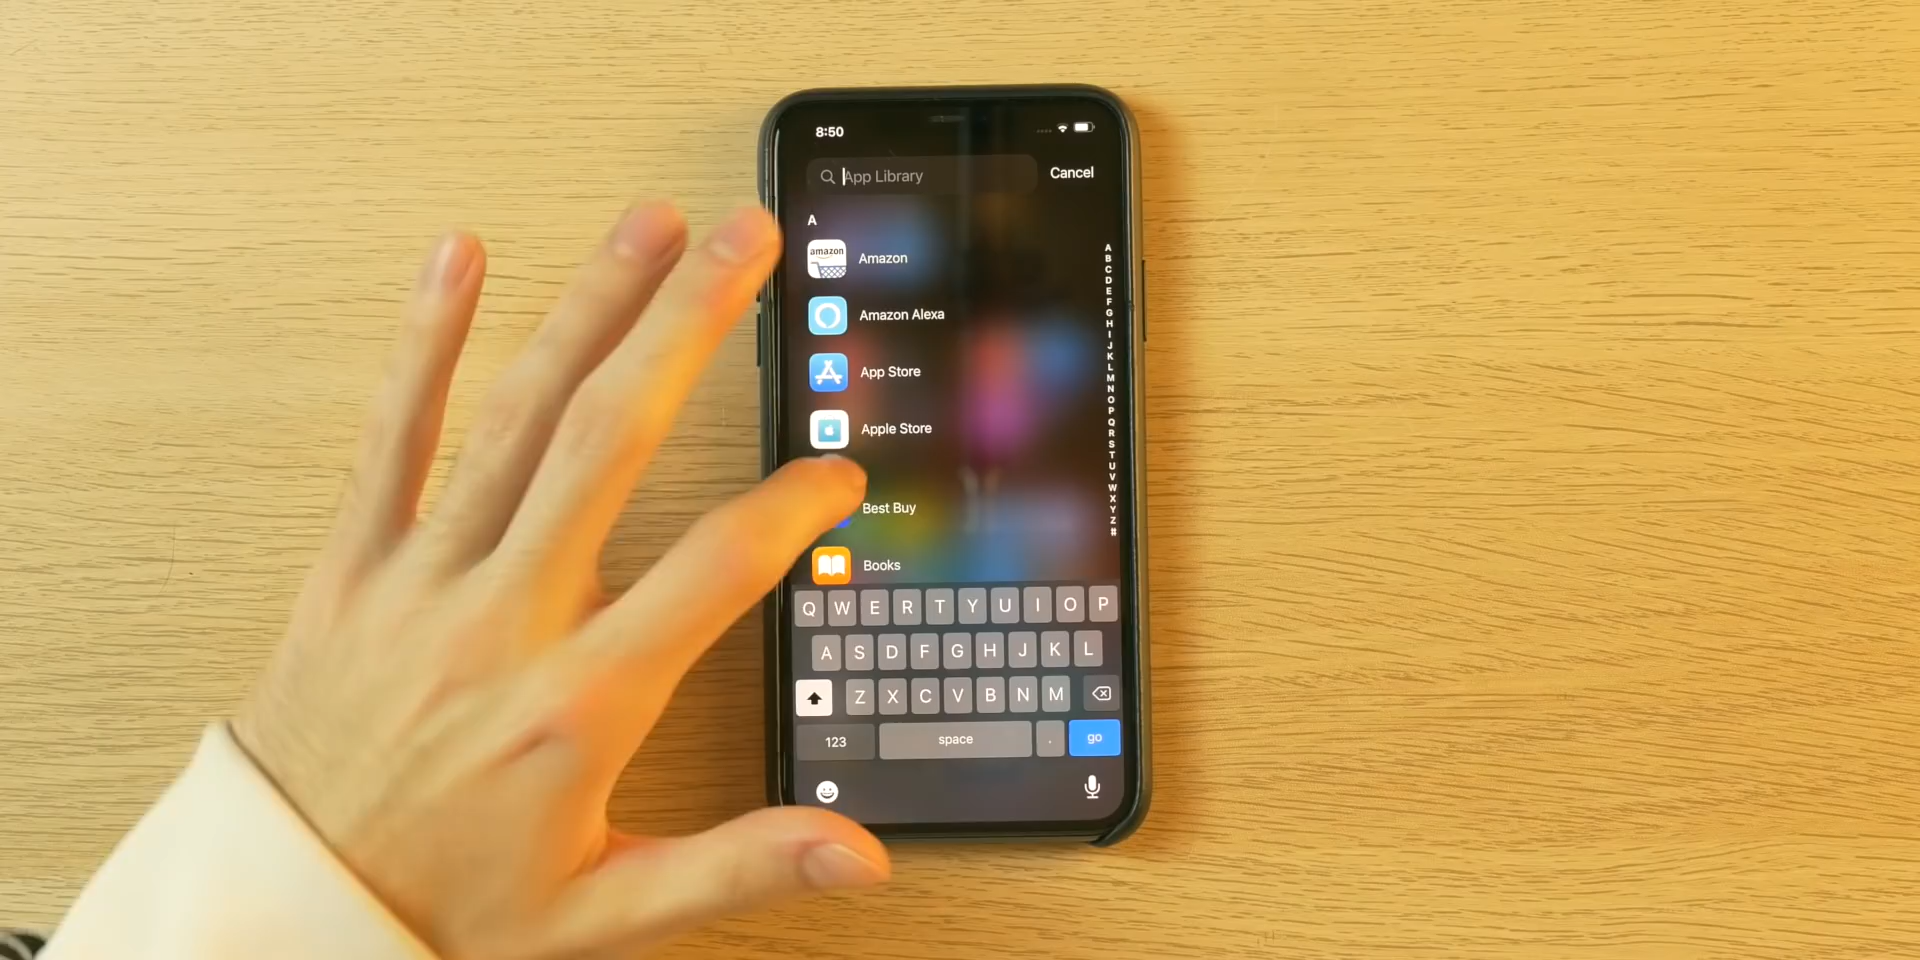 8:50
App Library
Cancel
A
amazon
Amazon
Amazon Alexa
App Store
Apple Store
Best Buy
Books
A
B
C
D
E
F
G
H
I
J
K
L
M
N
O
P
Q
R
S
T
U
V
W
X
Y
Z
#
Q W E R T Y U I O P
A S D F G H J K L
Z X C V B N M
123 space . go